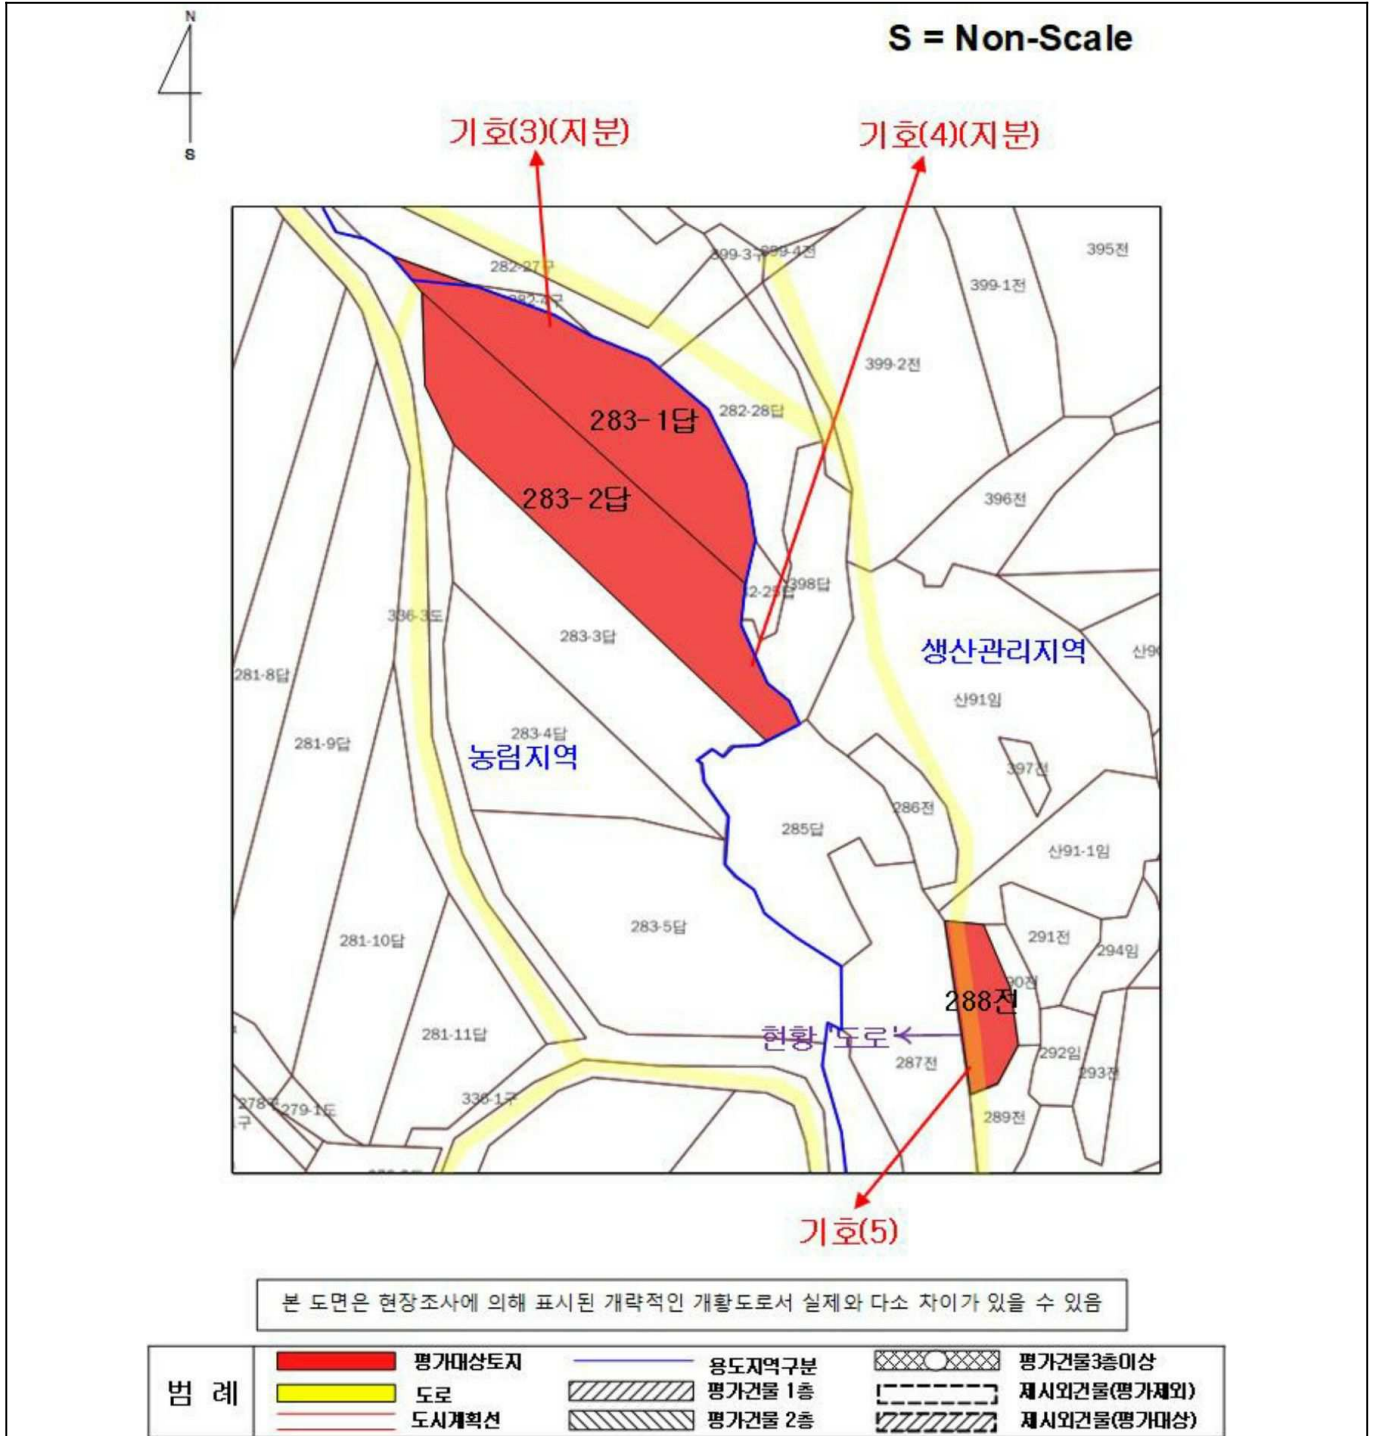 N
S
S = Non-Scale
기호(3)(지분)
기호(4)(지분)
282-27구
282-4구
399-3구
399-4전
395전
399-1전
399-2전
282-28답
283-1답
283-2답
396전
398답
336-3도
283-3답
생산관리지역
산91임
281-8답
281-9답
283-4답
농림지역
397전
286전
285답
산91-1임
283-5답
281-10답
291전
294임
288전
현황 '도로'
281-11답
287전
292임
293전
336-1구
279-1도
289전
기호(5)
본 도면은 현장조사에 의해 표시된 개략적인 개황도로서 실제와 다소 차이가 있을 수 있음
범 례
평가대상토지
용도지역구분
평가건물3층이상
도로
평가건물 1층
제시외건물(평가제외)
도시계획선
평가건물 2층
제시외건물(평가대상)